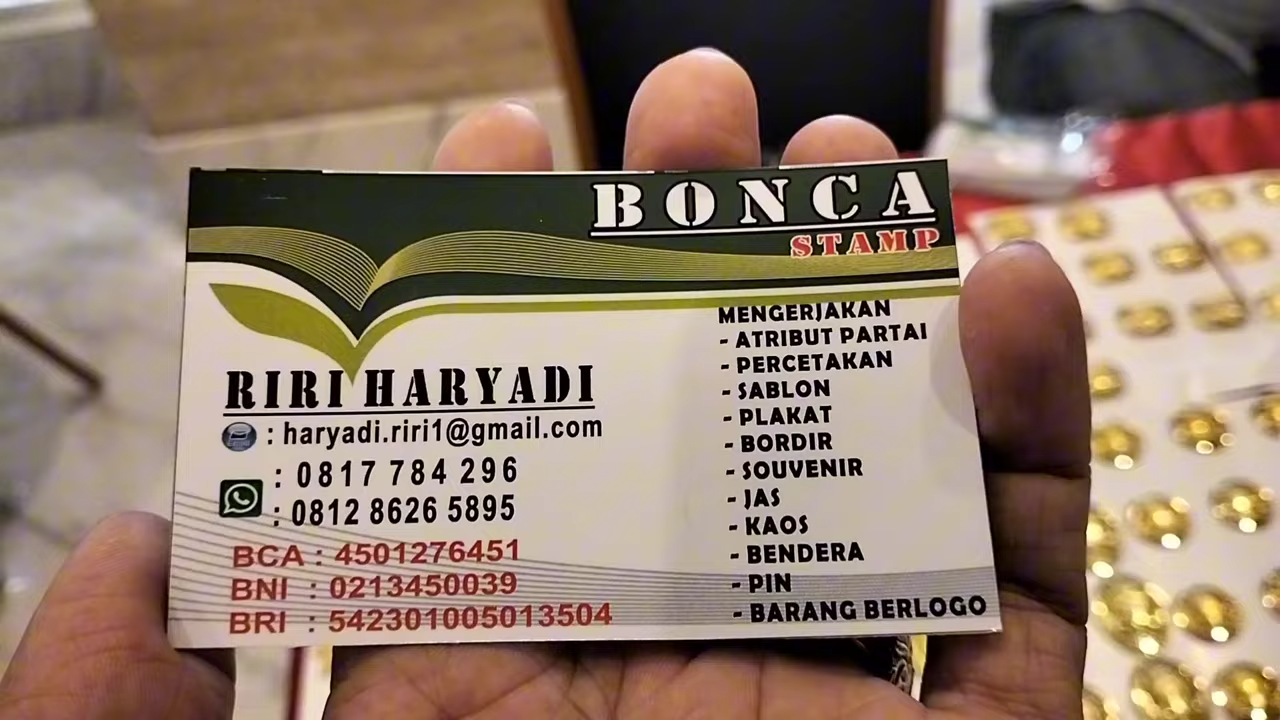 BONCA
STAMP
RIRI HARYADI
: haryadi.riri1@gmail.com
: 0817 784 296
: 0812 8626 5895
BCA : 4501276451
BNI : 0213450039
BRI : 542301005013504
MENGERJAKAN
- ATRIBUT PARTAI
- PERCETAKAN
- SABLON
- PLAKAT
- BORDIR
- SOUVENIR
- JAS
- KAOS
- BENDERA
- PIN
- BARANG BERLOGO